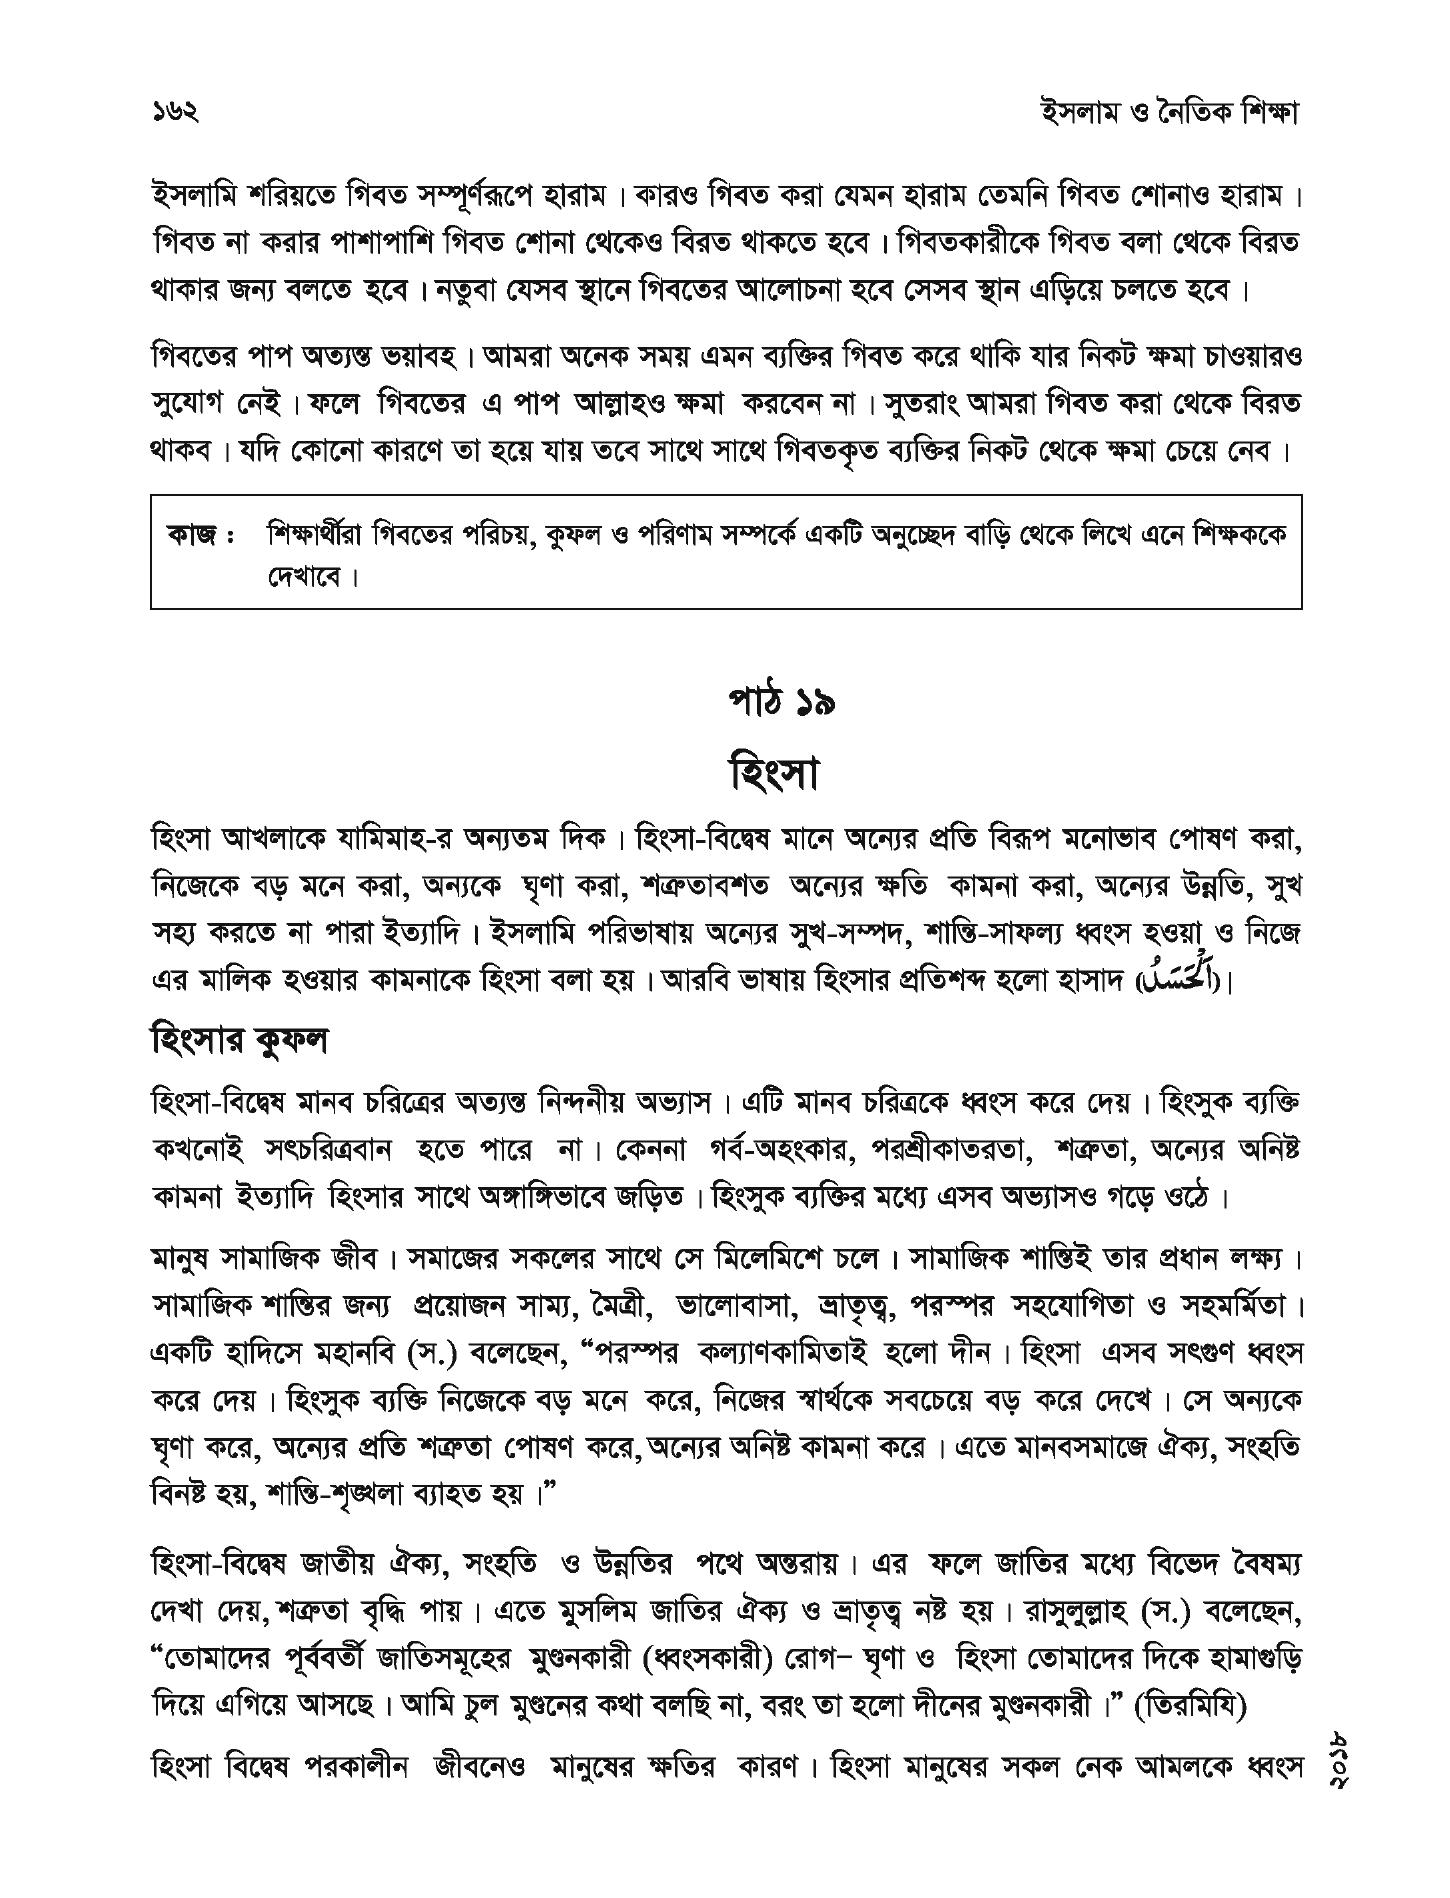 ১৬২
ইসলাম ও নৈতিক শিক্ষা
ইসলামি শরিয়তে গিবত সম্পূর্ণরূপে হারাম। কারও গিবত করা যেমন হারাম তেমনি গিবত শোনাও হারাম।
গিবত না করার পাশাপাশি গিবত শোনা থেকেও বিরত থাকতে হবে। গিবতকারীকে গিবত বলা থেকে বিরত
থাকার জন্য বলতে হবে। নতুবা যেসব স্থানে গিবতের আলোচনা হবে সেসব স্থান এড়িয়ে চলতে হবে।
গিবতের পাপ অত্যন্ত ভয়াবহ। আমরা অনেক সময় এমন ব্যক্তির গিবত করে থাকি যার নিকট ক্ষমা চাওয়ারও
সুযোগ নেই। ফলে গিবতের এ পাপ আল্লাহও ক্ষমা করবেন না। সুতরাং আমরা গিবত করা থেকে বিরত
থাকব। যদি কোনো কারণে তা হয়ে যায় তবে সাথে সাথে গিবতকৃত ব্যক্তির নিকট থেকে ক্ষমা চেয়ে নেব।
কাজ : শিক্ষার্থীরা গিবতের পরিচয়, কুফল ও পরিণাম সম্পর্কে একটি অনুচ্ছেদ বাড়ি থেকে লিখে এনে শিক্ষককে
দেখাবে।
পাঠ ১৯
হিংসা
হিংসা আখলাকে যামিমাহ-র অন্যতম দিক। হিংসা-বিদ্বেষ মানে অন্যের প্রতি বিরূপ মনোভাব পোষণ করা,
নিজেকে বড় মনে করা, অন্যকে ঘৃণা করা, শত্রুতাবশত অন্যের ক্ষতি কামনা করা, অন্যের উন্নতি, সুখ
সহ্য করতে না পারা ইত্যাদি। ইসলামি পরিভাষায় অন্যের সুখ-সম্পদ, শান্তি-সাফল্য ধ্বংস হওয়া ও নিজে
এর মালিক হওয়ার কামনাকে হিংসা বলা হয়। আরবি ভাষায় হিংসার প্রতিশব্দ হলো হাসাদ (اَلْحَسَدُ)।
হিংসার কুফল
হিংসা-বিদ্বেষ মানব চরিত্রের অত্যন্ত নিন্দনীয় অভ্যাস। এটি মানব চরিত্রকে ধ্বংস করে দেয়। হিংসুক ব্যক্তি
কখনোই সৎচরিত্রবান হতে পারে না। কেননা গর্ব-অহংকার, পরশ্রীকাতরতা, শত্রুতা, অন্যের অনিষ্ট
কামনা ইত্যাদি হিংসার সাথে অঙ্গাঙ্গিভাবে জড়িত। হিংসুক ব্যক্তির মধ্যে এসব অভ্যাসও গড়ে ওঠে।
মানুষ সামাজিক জীব। সমাজের সকলের সাথে সে মিলেমিশে চলে। সামাজিক শান্তিই তার প্রধান লক্ষ্য।
সামাজিক শান্তির জন্য প্রয়োজন সাম্য, মৈত্রী, ভালোবাসা, ভ্রাতৃত্ব, পরস্পর সহযোগিতা ও সহমর্মিতা।
একটি হাদিসে মহানবি (স.) বলেছেন, “পরস্পর কল্যাণকামিতাই হলো দীন। হিংসা এসব সৎগুণ ধ্বংস
করে দেয়। হিংসুক ব্যক্তি নিজেকে বড় মনে করে, নিজের স্বার্থকে সবচেয়ে বড় করে দেখে। সে অন্যকে
ঘৃণা করে, অন্যের প্রতি শত্রুতা পোষণ করে, অন্যের অনিষ্ট কামনা করে। এতে মানবসমাজে ঐক্য, সংহতি
বিনষ্ট হয়, শান্তি-শৃঙ্খলা ব্যাহত হয়।”
হিংসা-বিদ্বেষ জাতীয় ঐক্য, সংহতি ও উন্নতির পথে অন্তরায়। এর ফলে জাতির মধ্যে বিভেদ বৈষম্য
দেখা দেয়, শত্রুতা বৃদ্ধি পায়। এতে মুসলিম জাতির ঐক্য ও ভ্রাতৃত্ব নষ্ট হয়। রাসুলুল্লাহ (স.) বলেছেন,
“তোমাদের পূর্ববর্তী জাতিসমূহের মুণ্ডনকারী (ধ্বংসকারী) রোগ– ঘৃণা ও হিংসা তোমাদের দিকে হামাগুড়ি
দিয়ে এগিয়ে আসছে। আমি চুল মুণ্ডনের কথা বলছি না, বরং তা হলো দীনের মুণ্ডনকারী।” (তিরমিযি)
হিংসা বিদ্বেষ পরকালীন জীবনেও মানুষের ক্ষতির কারণ। হিংসা মানুষের সকল নেক আমলকে ধ্বংস
২০১৮